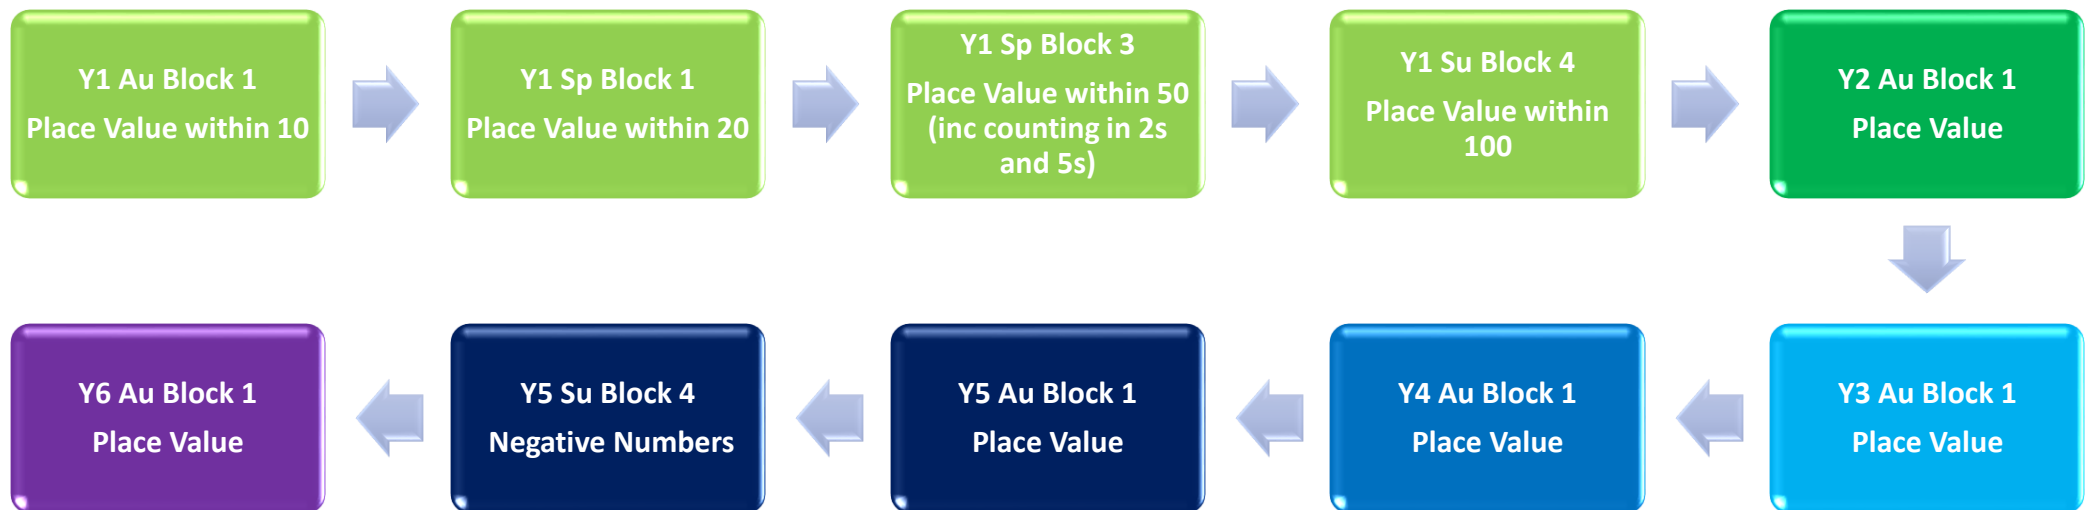 Y1 Au Block 1
Place Value within 10
Y1 Sp Block 1
Place Value within 20
Y1 Sp Block 3
Place Value within 50
(inc counting in 2s
and 5s)
Y1 Su Block 4
Place Value within
100
Y2 Au Block 1
Place Value
Y3 Au Block 1
Place Value
Y4 Au Block 1
Place Value
Y5 Au Block 1
Place Value
Y5 Su Block 4
Negative Numbers
Y6 Au Block 1
Place Value